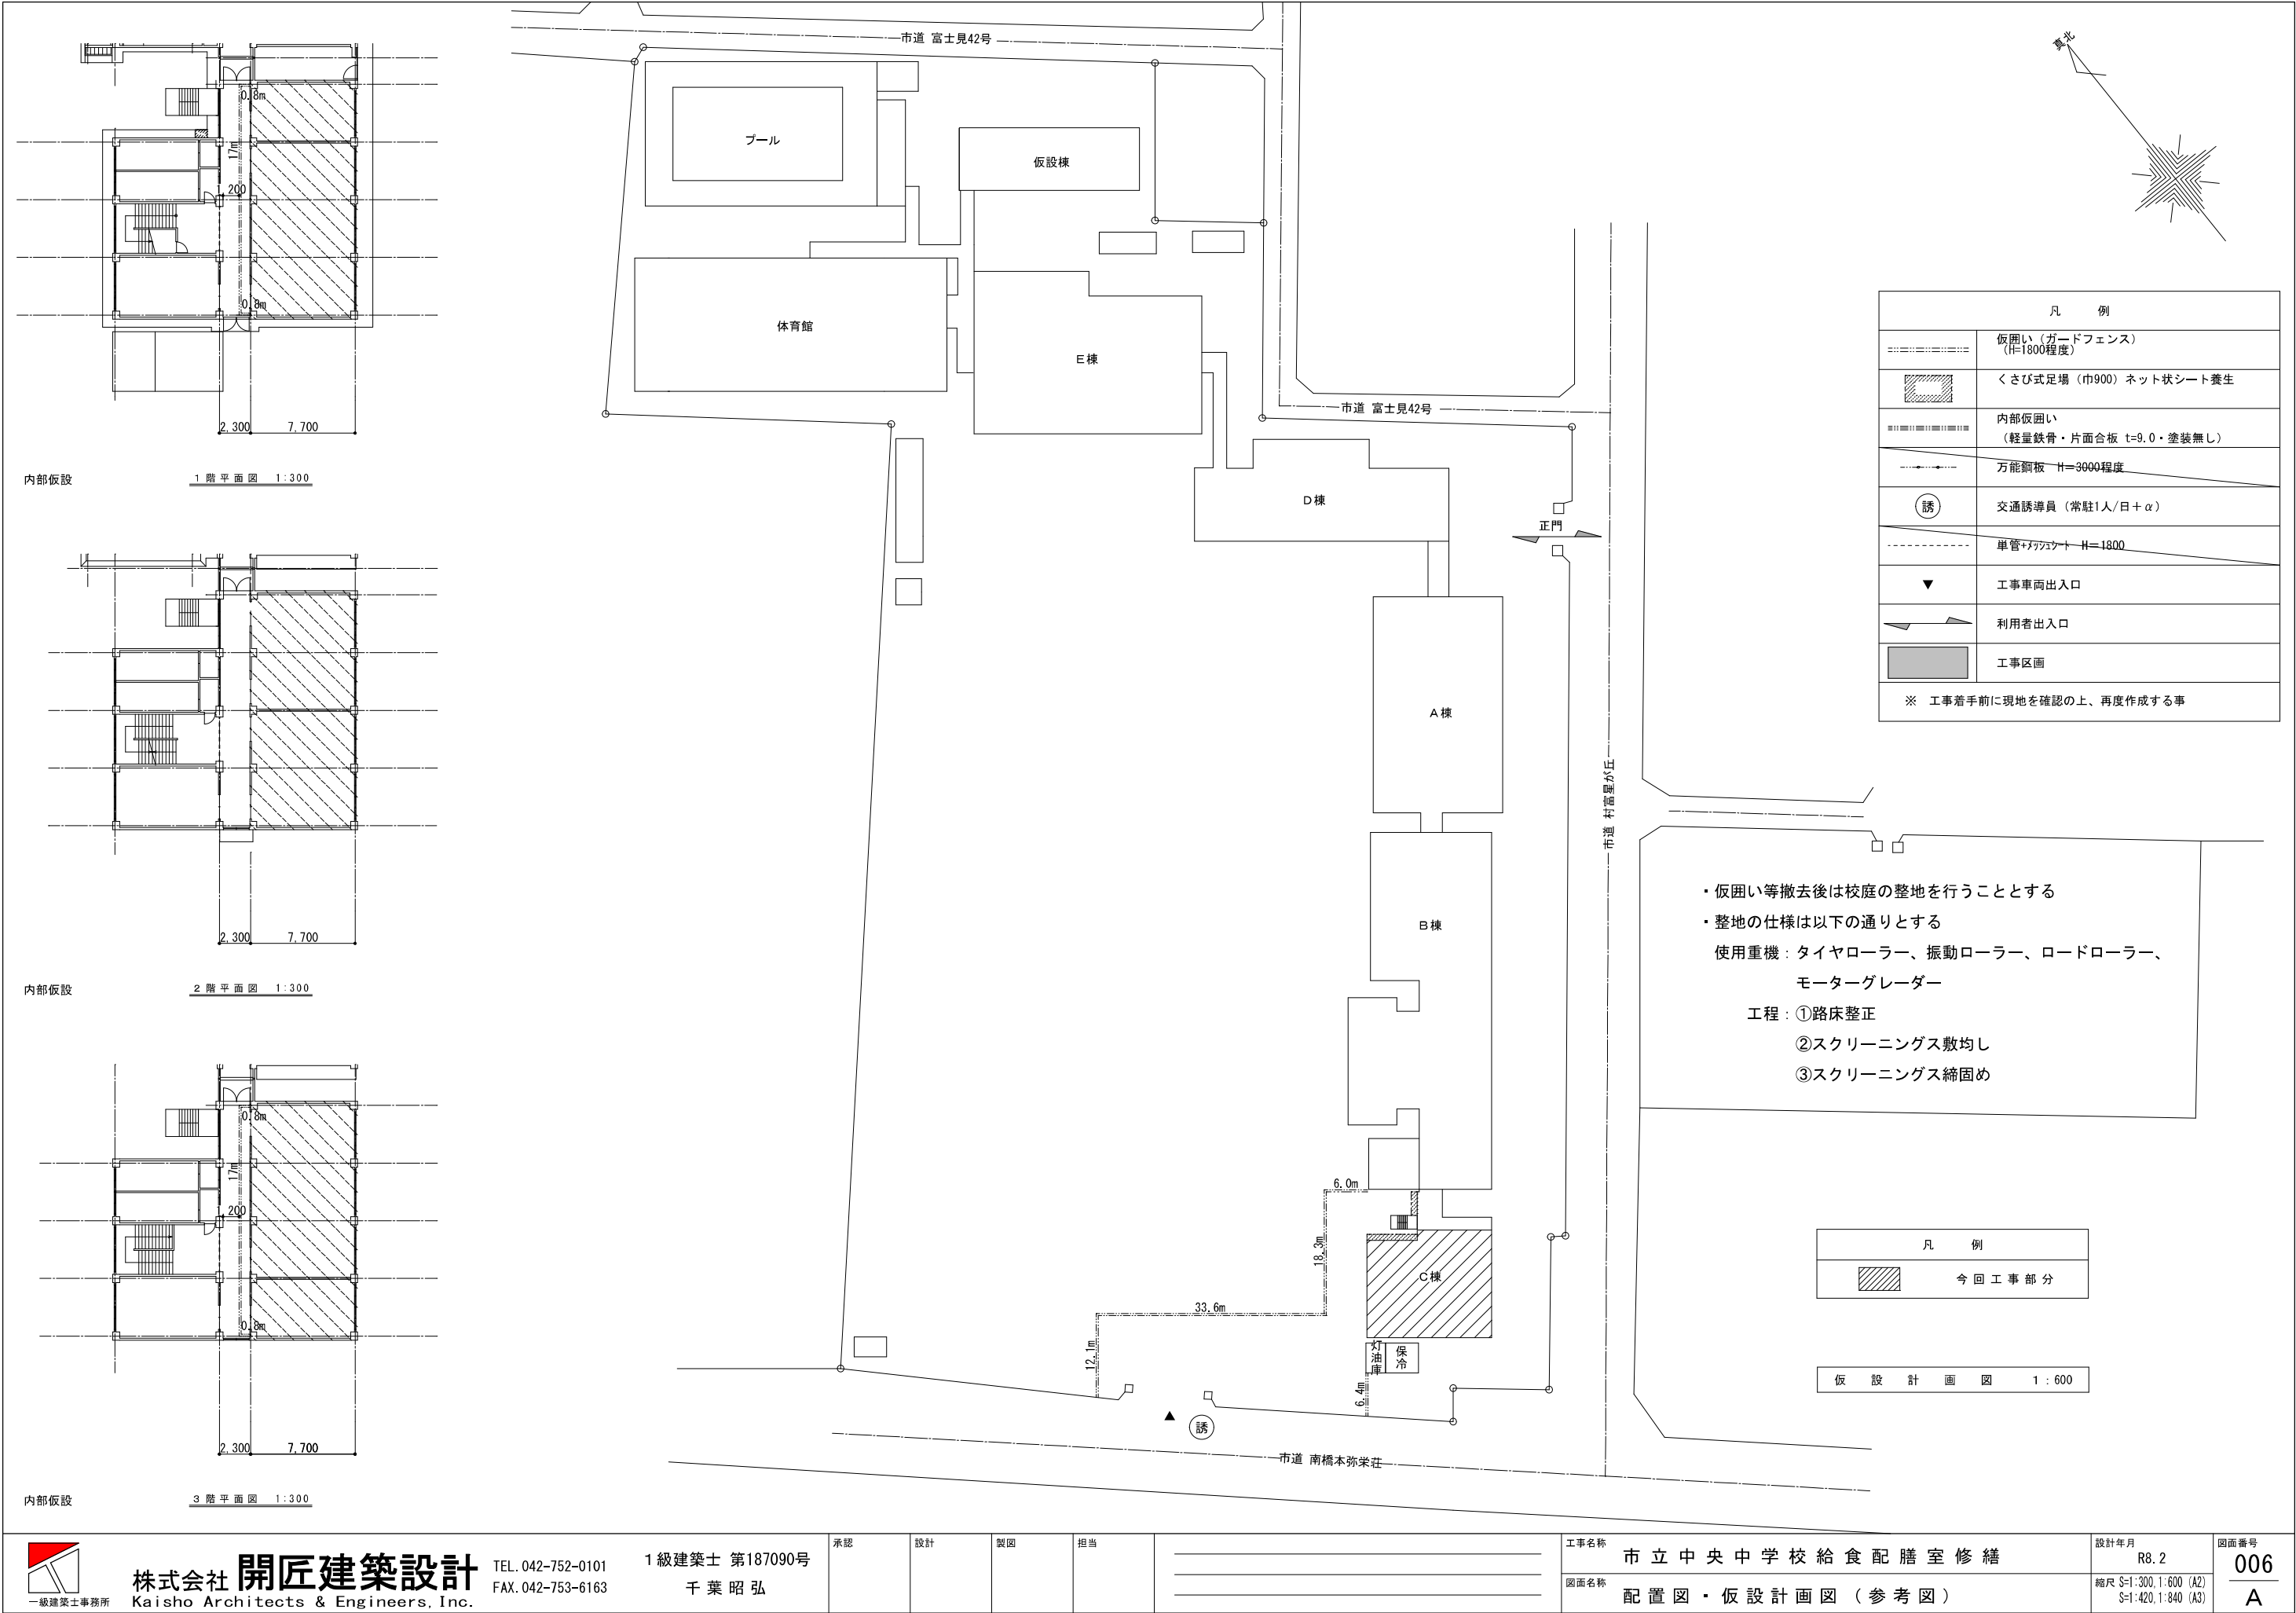 市道 富士見42号
真北
プール
仮設棟
体育館
E棟
市道 富士見42号
D棟
正門
A棟
市道 村富星が丘
B棟
6.0m
18.3m
C棟
33.6m
12.1m
灯油庫
保冷
6.4m
誘
市道 南橋本弥栄荘
0.8m
17m
1,200
0.8m
2,300 7,700
内部仮設 1階平面図 1:300
2,300 7,700
内部仮設 2階平面図 1:300
0.8m
17m
200
0.8m
2,300 7,700
内部仮設 3階平面図 1:300
凡 例
仮囲い（ガードフェンス）
（H=1800程度）
くさび式足場（巾900）ネット状シート養生
内部仮囲い
（軽量鉄骨・片面合板 t=9.0・塗装無し）
万能鋼板 H=3000程度
誘 交通誘導員（常駐1人/日＋α）
単管+メッシュシート H=1800
▼ 工事車両出入口
利用者出入口
工事区画
※ 工事着手前に現地を確認の上、再度作成する事
・仮囲い等撤去後は校庭の整地を行うこととする
・整地の仕様は以下の通りとする
使用重機：タイヤローラー、振動ローラー、ロードローラー、
モーターグレーダー
工程：①路床整正
②スクリーニングス敷均し
③スクリーニングス締固め
凡 例
今回工事部分
仮設計画図 1：600
一級建築士事務所
株式会社 開匠建築設計
Kaisho Architects & Engineers, Inc.
TEL.042-752-0101
FAX.042-753-6163
1級建築士 第187090号
千葉昭弘
承認
設計
製図
担当
工事名称 市立中央中学校給食配膳室修繕
図面名称 配置図・仮設計画図（参考図）
設計年月
R8.2
縮尺 S=1:300,1:600 (A2)
S=1:420,1:840 (A3)
図面番号
006
A